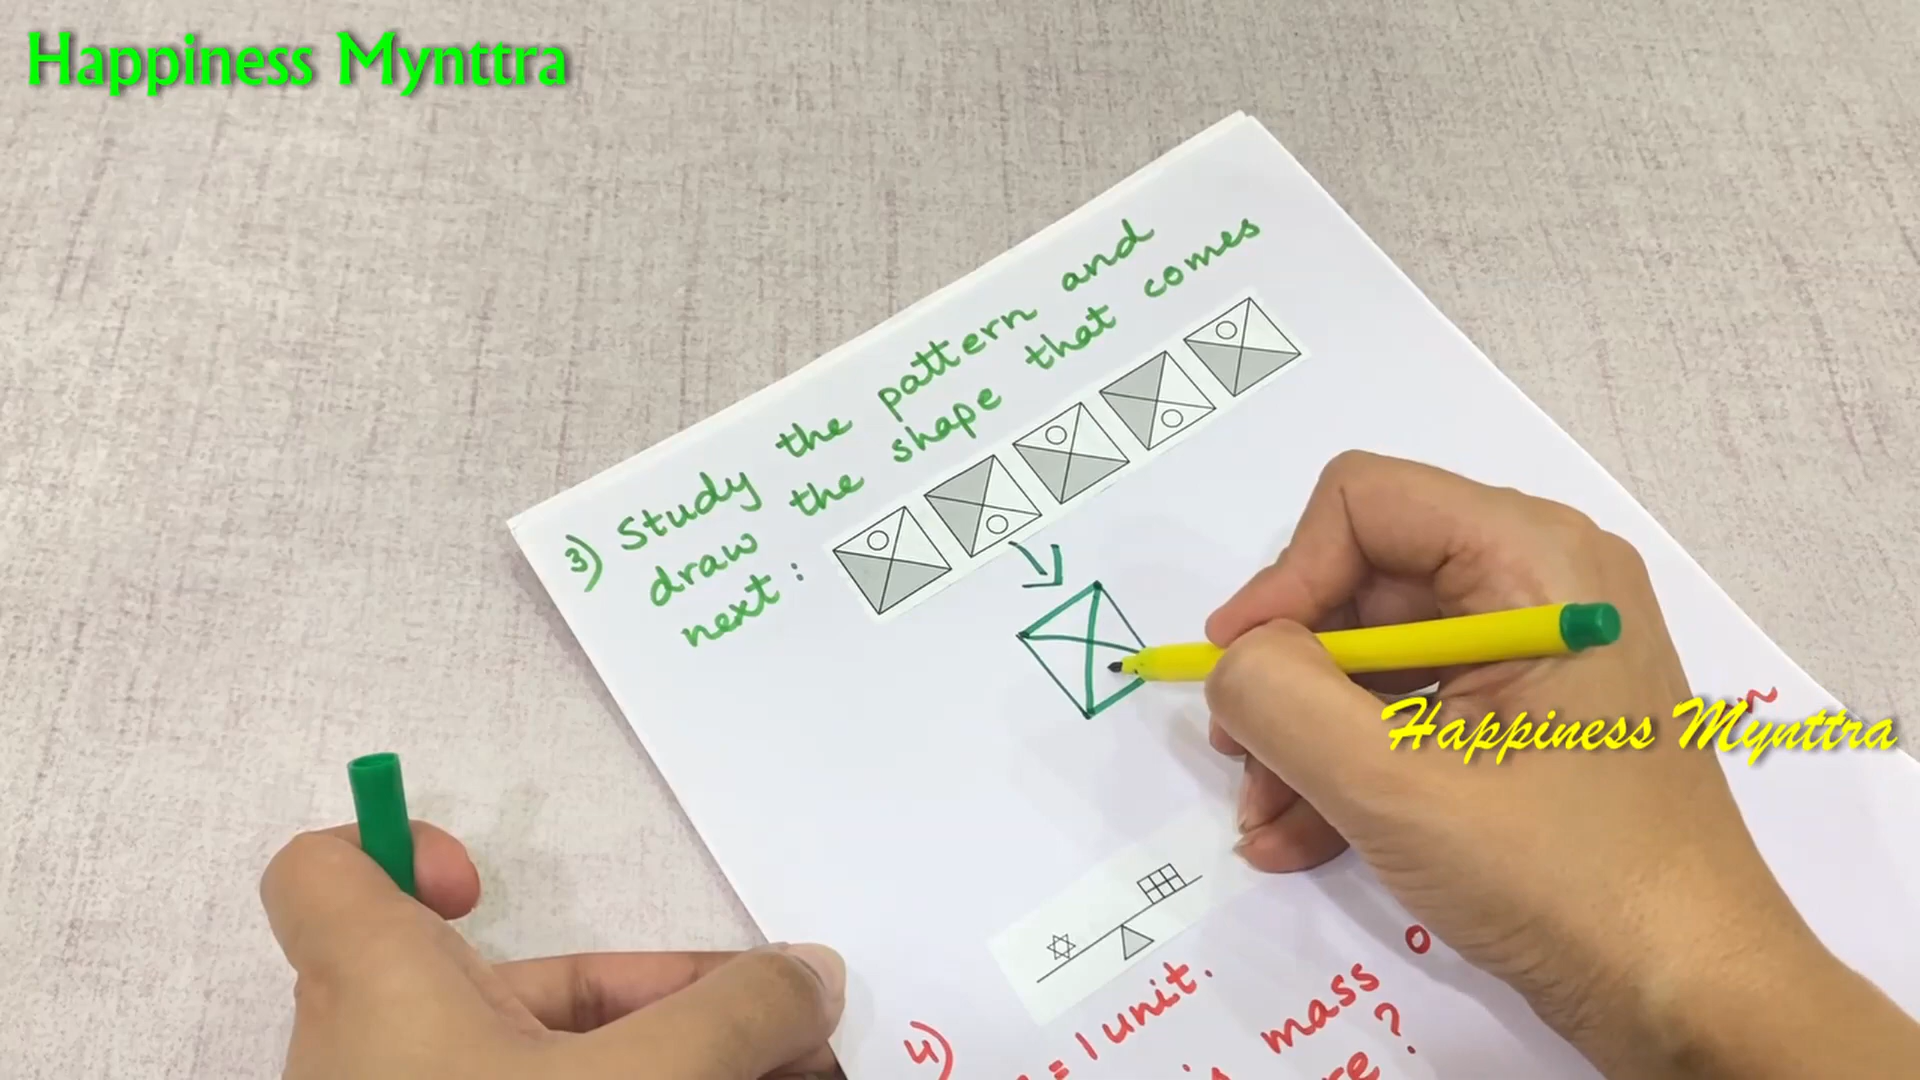 Happiness Mynttra
3) Study the pattern and
draw the shape that comes
next :
Happiness Mynttra
4)
= 1 unit.
mass
?